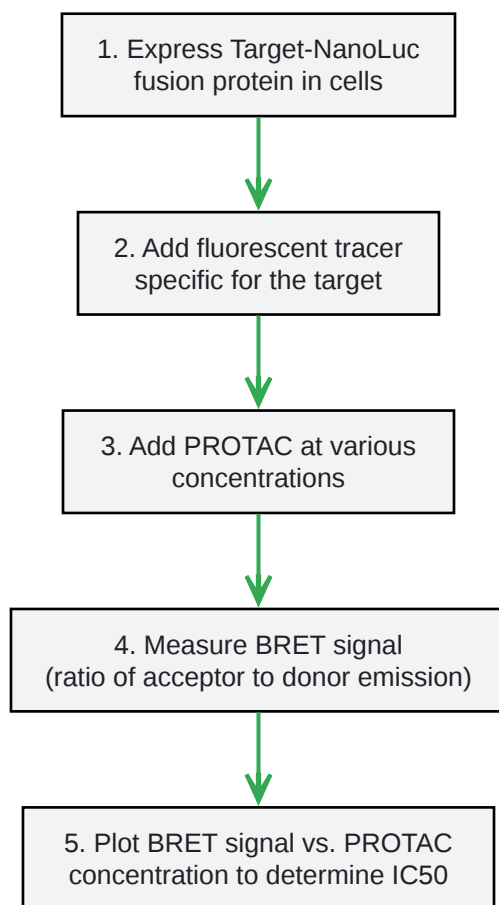 1. Express Target-NanoLuc
fusion protein in cells
2. Add fluorescent tracer
specific for the target
3. Add PROTAC at various
concentrations
4. Measure BRET signal
(ratio of acceptor to donor emission)
5. Plot BRET signal vs. PROTAC
concentration to determine IC50